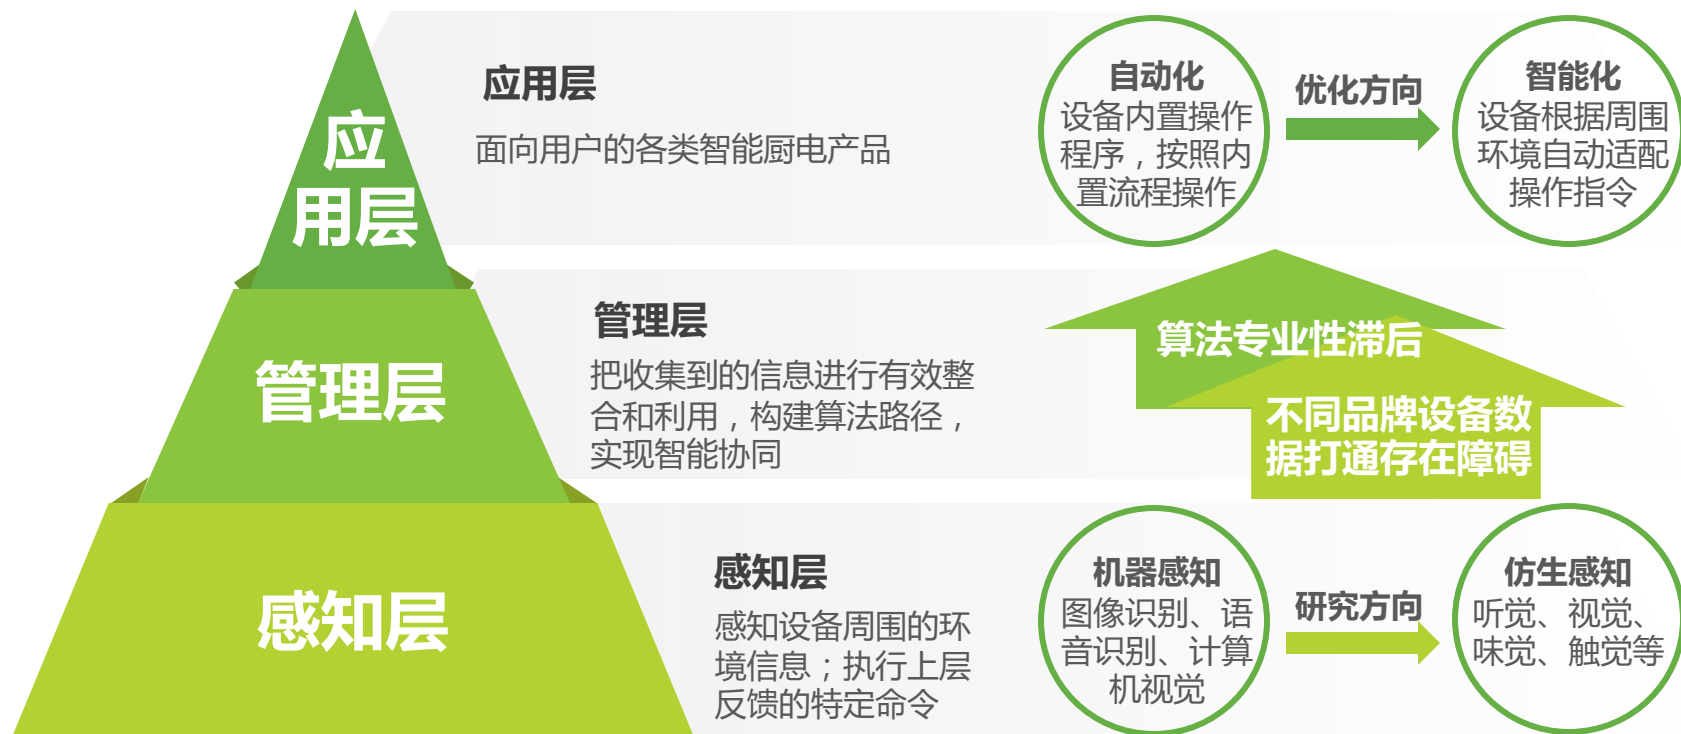 应
用层
应用层
面向用户的各类智能厨电产品
自动化
设备内置操作
程序，按照内
置流程操作
优化方向
智能化
设备根据周围
环境自动适配
操作指令
管理层
管理层
把收集到的信息进行有效整
合和利用，构建算法路径，
实现智能协同
算法专业性滞后
不同品牌设备数
据打通存在障碍
感知层
感知层
感知设备周围的环
境信息；执行上层
反馈的特定命令
机器感知
图像识别、语
音识别、计算
机视觉
研究方向
仿生感知
听觉、视觉、
味觉、触觉等